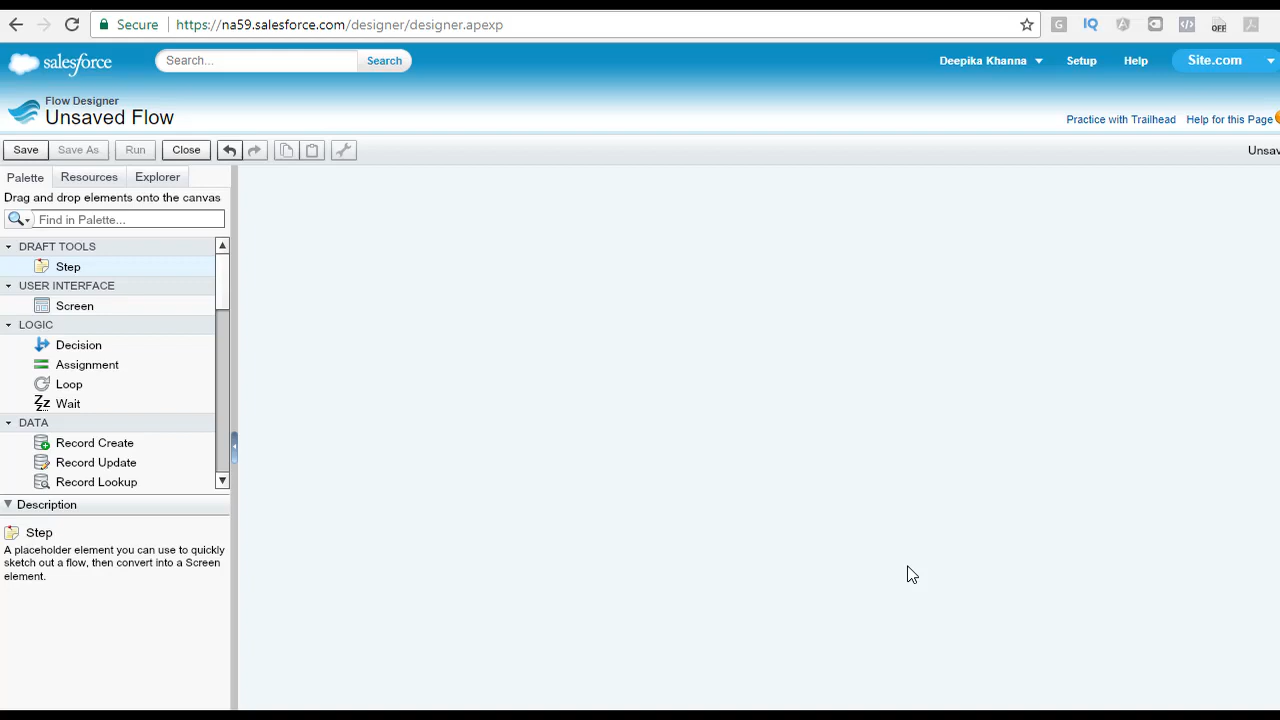 Secure https://na59.salesforce.com/designer/designer.apexp
salesforce Search... Search Deepika Khanna Setup Help Site.com
Flow Designer
Unsaved Flow
Practice with Trailhead Help for this Page
Save Save As Run Close Unsav
Palette Resources Explorer
Drag and drop elements onto the canvas
Find in Palette...
DRAFT TOOLS
Step
USER INTERFACE
Screen
LOGIC
Decision
Assignment
Loop
Wait
DATA
Record Create
Record Update
Record Lookup
Description
Step
A placeholder element you can use to quickly
sketch out a flow, then convert into a Screen
element.